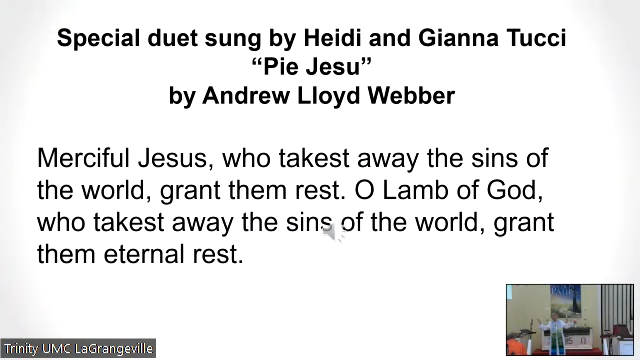 Special duet sung by Heidi and Gianna Tucci
“Pie Jesu”
by Andrew Lloyd Webber
Merciful Jesus, who takest away the sins of
the world, grant them rest. O Lamb of God,
who takest away the sins of the world, grant
them eternal rest.
Trinity UMC LaGrangeville